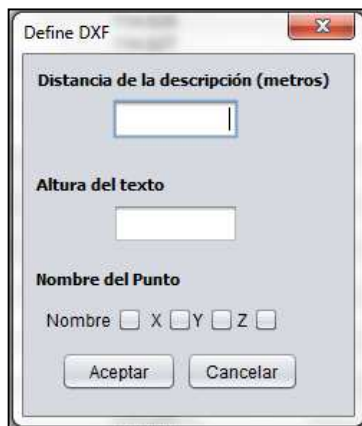 Define DXF
Distancia de la descripción (metros)
Altura del texto
Nombre del Punto
Nombre X Y Z
Aceptar Cancelar